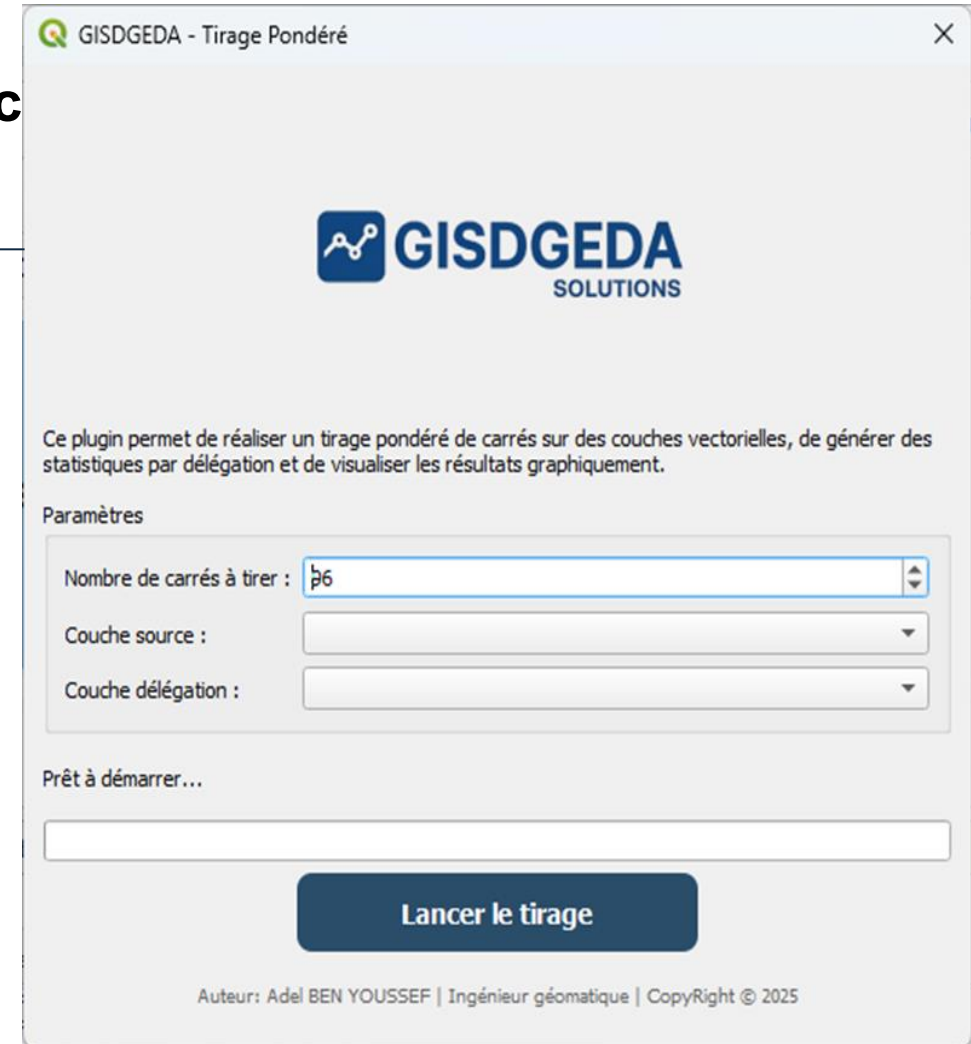 GISDGEDA - Tirage Pondéré
c
GISDGEDA
SOLUTIONS
Ce plugin permet de réaliser un tirage pondéré de carrés sur des couches vectorielles, de générer des
statistiques par délégation et de visualiser les résultats graphiquement.
Paramètres
Nombre de carrés à tirer :
Couche source :
Couche délégation :
Prêt à démarrer...
Lancer le tirage
Auteur: Adel BEN YOUSSEF | Ingénieur géomatique | CopyRight © 2025